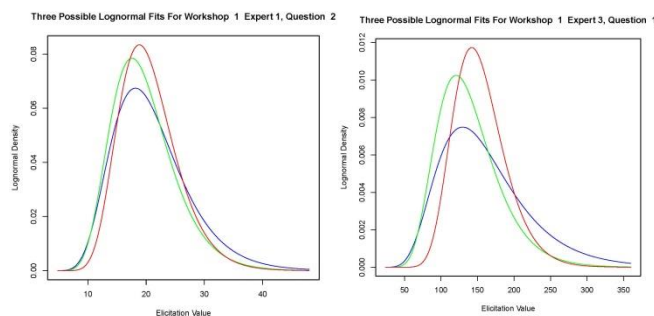 Three Possible Lognormal Fits For Workshop 1 Expert 1, Question 2
0.08
0.06
0.04
0.02
0.00
Lognormal Density
10 20 30 40
Elicitation Value
Three Possible Lognormal Fits For Workshop 1 Expert 3, Question
0.012
0.010
0.008
0.006
0.004
0.002
0.000
Lognormal Density
50 100 150 200 250 300 350
Elicitation Value